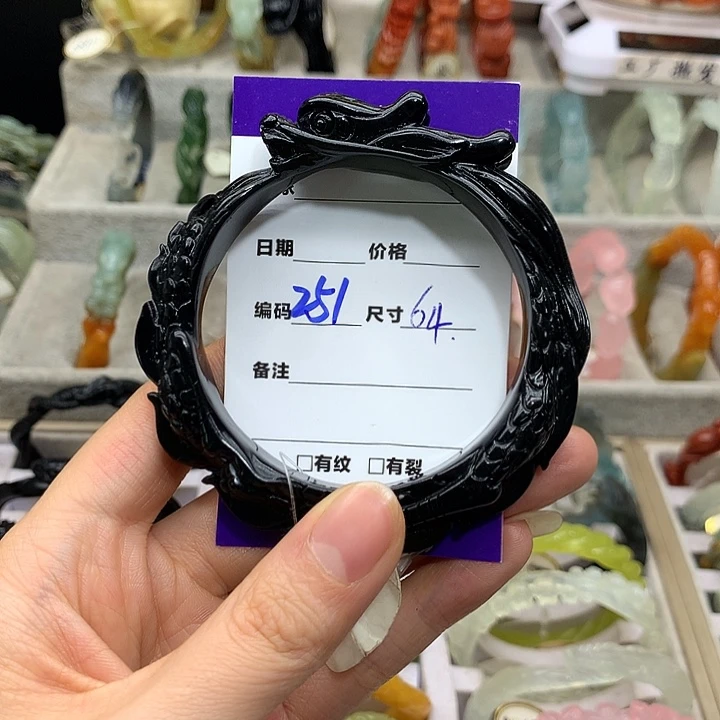 日期 价格
编码 251 尺寸 64.
备注
□有纹 □有裂